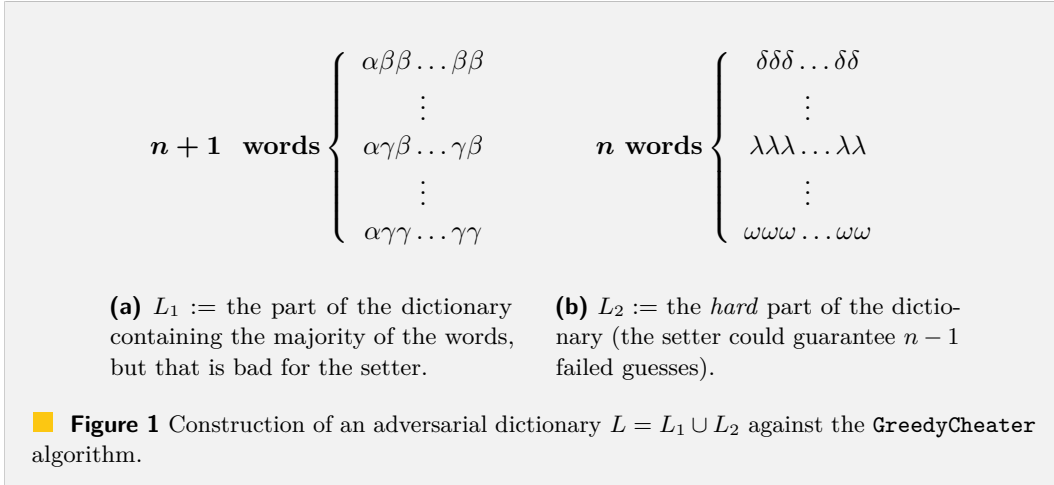 αββ…ββ
⋮
n + 1 words { αγβ…γβ
⋮
αγγ…γγ
δδδ…δδ
⋮
n words { λλλ…λλ
⋮
ωωω…ωω
(a) L₁ := the part of the dictionary
containing the majority of the words,
but that is bad for the setter.
(b) L₂ := the hard part of the dictio-
nary (the setter could guarantee n − 1
failed guesses).
Figure 1 Construction of an adversarial dictionary L = L₁ ∪ L₂ against the GreedyCheater
algorithm.